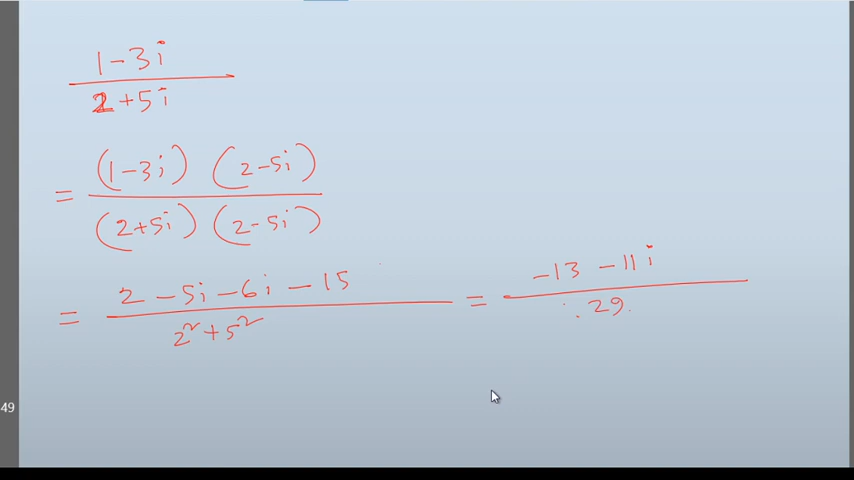 1-3i
2+5i
= (1-3i) (2-5i)
(2+5i) (2-5i)
= 2 -5i -6i -15 = -13 -11i
2²+5² 29
49